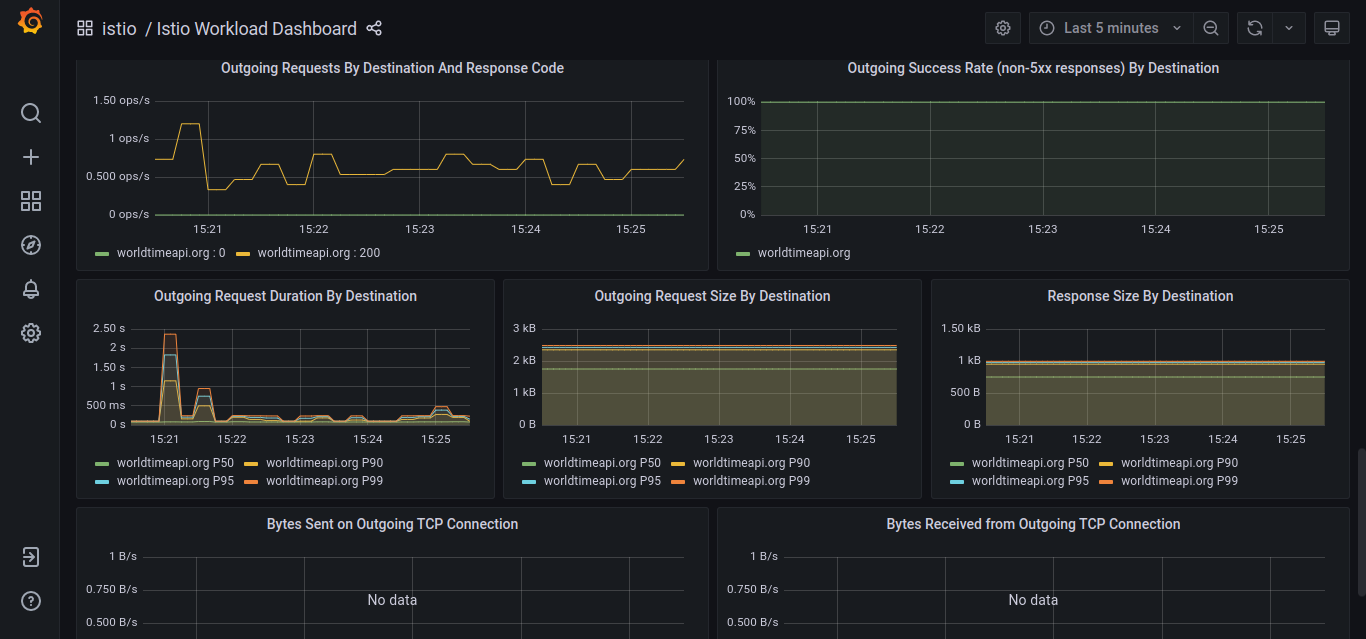 istio / Istio Workload Dashboard
Last 5 minutes
Outgoing Requests By Destination And Response Code
1.50 ops/s
1 ops/s
0.500 ops/s
0 ops/s
15:21 15:22 15:23 15:24 15:25
worldtimeapi.org : 0 worldtimeapi.org : 200
Outgoing Success Rate (non-5xx responses) By Destination
100%
75%
50%
25%
0%
15:21 15:22 15:23 15:24 15:25
worldtimeapi.org
Outgoing Request Duration By Destination
2.50 s
2 s
1.50 s
1 s
500 ms
0 s
15:21 15:22 15:23 15:24 15:25
worldtimeapi.org P50 worldtimeapi.org P90
worldtimeapi.org P95 worldtimeapi.org P99
Outgoing Request Size By Destination
3 kB
2 kB
1 kB
0 B
15:21 15:22 15:23 15:24 15:25
worldtimeapi.org P50 worldtimeapi.org P90
worldtimeapi.org P95 worldtimeapi.org P99
Response Size By Destination
1.50 kB
1 kB
500 B
0 B
15:21 15:22 15:23 15:24 15:25
worldtimeapi.org P50 worldtimeapi.org P90
worldtimeapi.org P95 worldtimeapi.org P99
Bytes Sent on Outgoing TCP Connection
1 B/s
0.750 B/s
0.500 B/s
No data
Bytes Received from Outgoing TCP Connection
1 B/s
0.750 B/s
0.500 B/s
No data